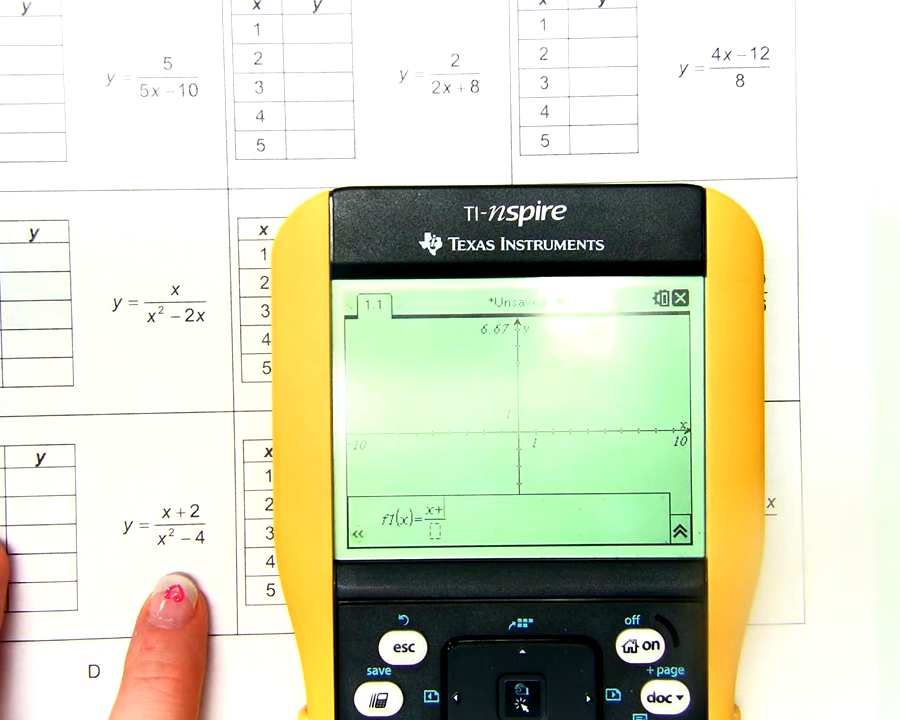 y
x y
1
2
3
4
5
x y
1
2
3
4
5
y = 5/(5x − 10)
y = 2/(2x + 8)
y = (4x − 12)/8
y
x
1
2
3
4
5
y = x/(x² − 2x)
TI-nspire
TEXAS INSTRUMENTS
1.1
6.67 y
1
-10
1
x
10
f1(x)=x+
y
x
1
2
3
4
5
y = (x + 2)/(x² − 4)
x
D
esc
off
on
save
+page
doc